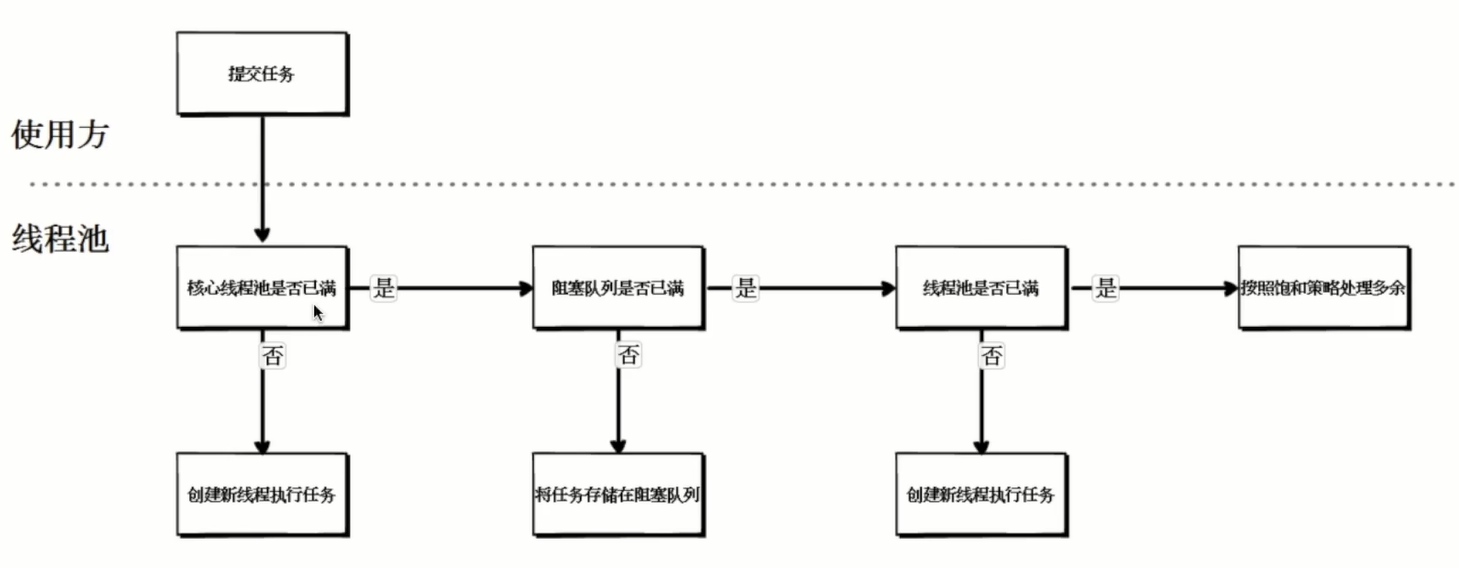 提交任务
使用方
线程池
核心线程池是否已满
是
阻塞队列是否已满
是
线程池是否已满
是
按照饱和策略处理多余
否
否
否
创建新线程执行任务
将任务存储在阻塞队列
创建新线程执行任务